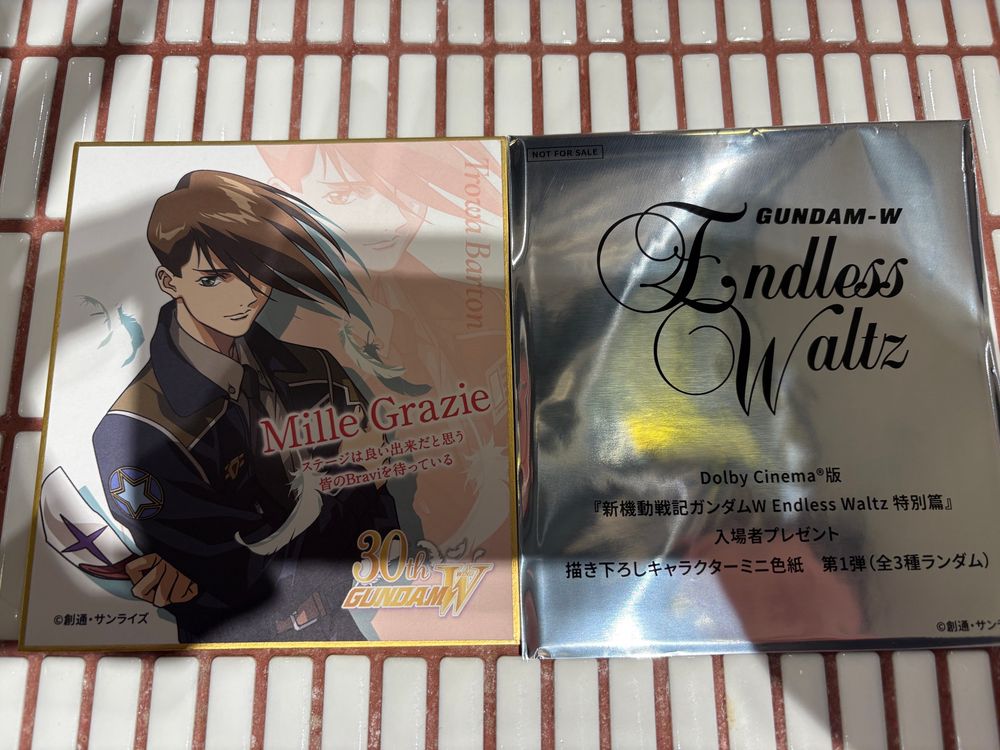 Trowa Barton
Mille Grazie
ステージは良い出来だと思う
皆のBraviを待っている
30th
GUNDAM W
©創通・サンライズ
NOT FOR SALE
GUNDAM-W
Endless
Waltz
Dolby Cinema®版
『新機動戦記ガンダムW Endless Waltz 特別篇』
入場者プレゼント
描き下ろしキャラクターミニ色紙 第1弾（全3種ランダム）
©創通・サン